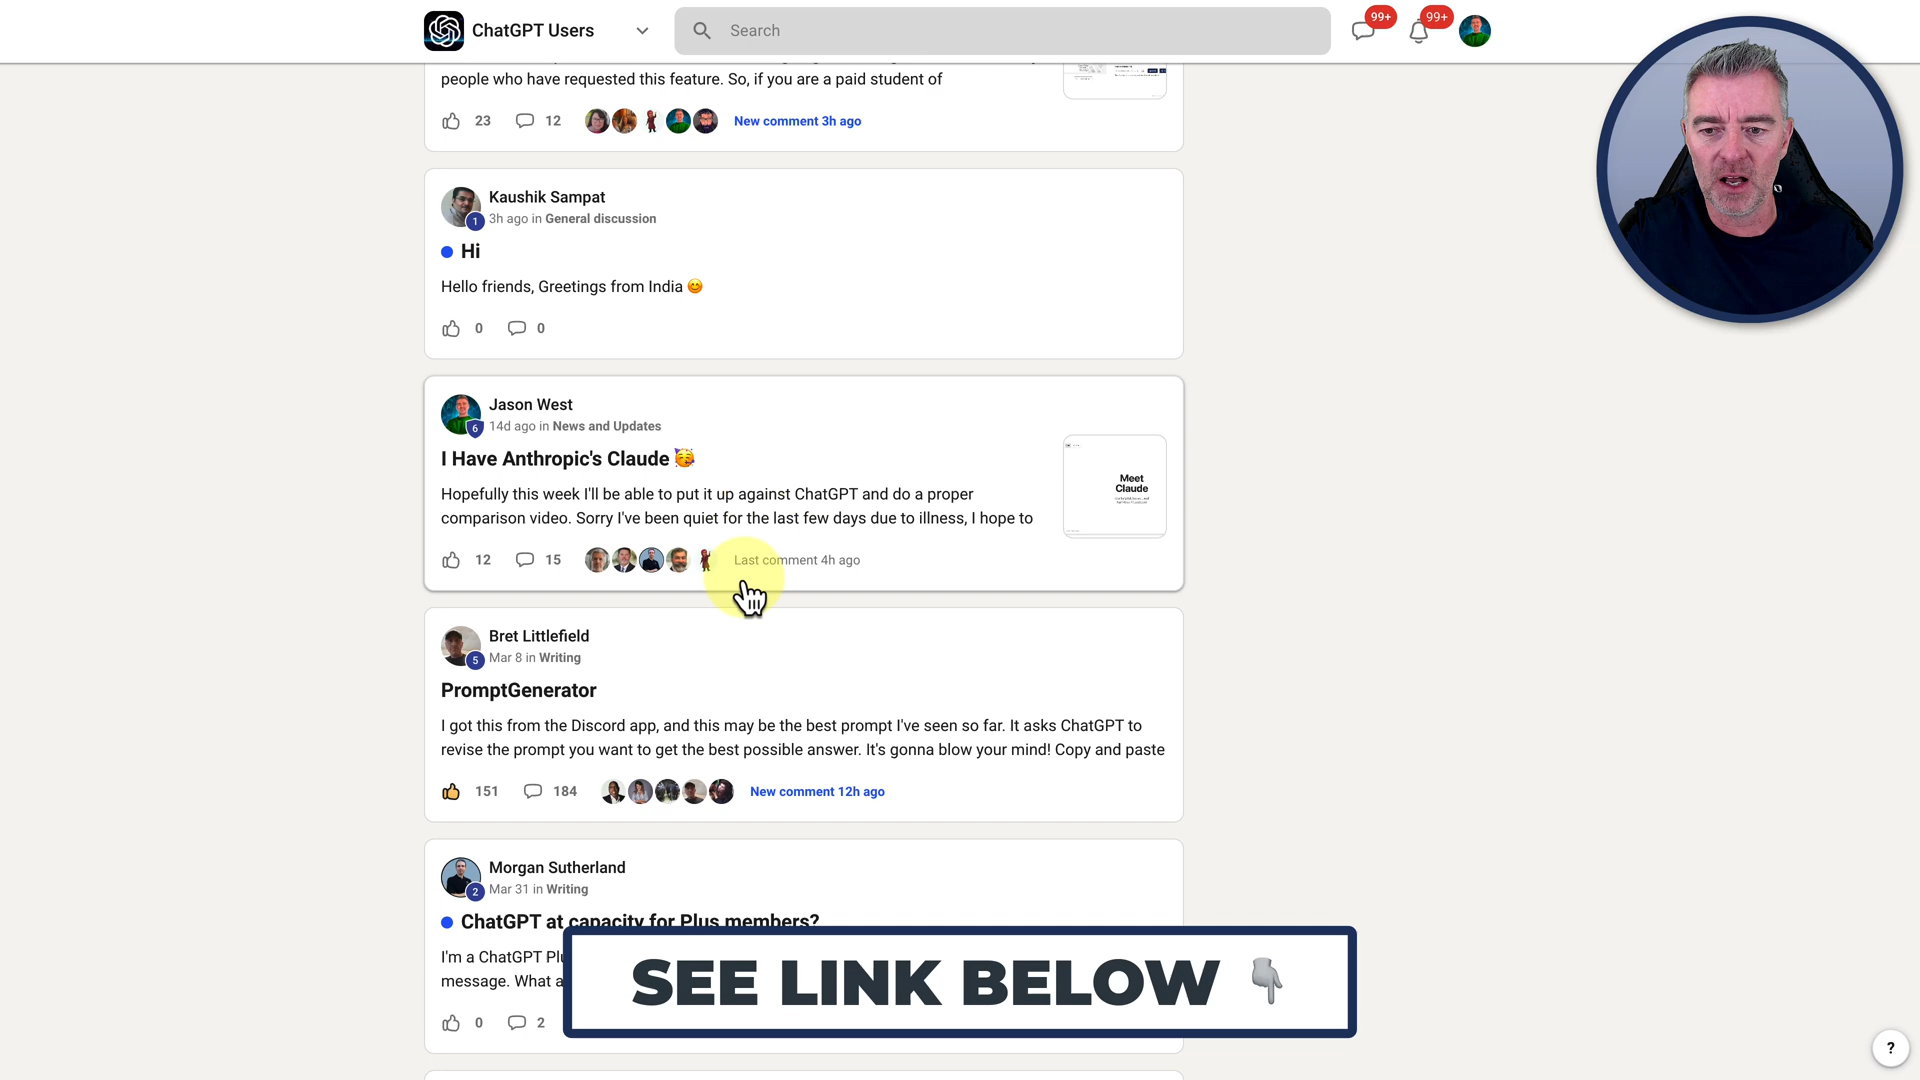 ChatGPT Users
Search
99+
99+
people who have requested this feature. So, if you are a paid student of
23
12
New comment 3h ago
Kaushik Sampat
1
3h ago in General discussion
Hi
Hello friends, Greetings from India 😊
0
0
Jason West
6
14d ago in News and Updates
I Have Anthropic's Claude 🥳
Hopefully this week I'll be able to put it up against ChatGPT and do a proper
comparison video. Sorry I've been quiet for the last few days due to illness, I hope to
Meet
Claude
12
15
Last comment 4h ago
Bret Littlefield
5
Mar 8 in Writing
PromptGenerator
I got this from the Discord app, and this may be the best prompt I've seen so far. It asks ChatGPT to
revise the prompt you want to get the best possible answer. It's gonna blow your mind! Copy and paste
151
184
New comment 12h ago
Morgan Sutherland
2
Mar 31 in Writing
ChatGPT at capacity for Plus members?
I'm a ChatGPT
message. What
0
2
SEE LINK BELOW 👇
?